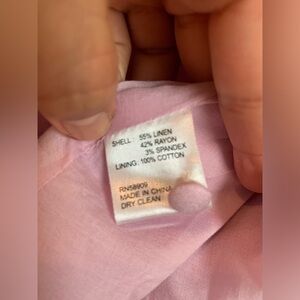 SHELL: 55% LINEN
42% RAYON
3% SPANDEX
LINING: 100% COTTON
RN58909
MADE IN CHINA
DRY CLEAN